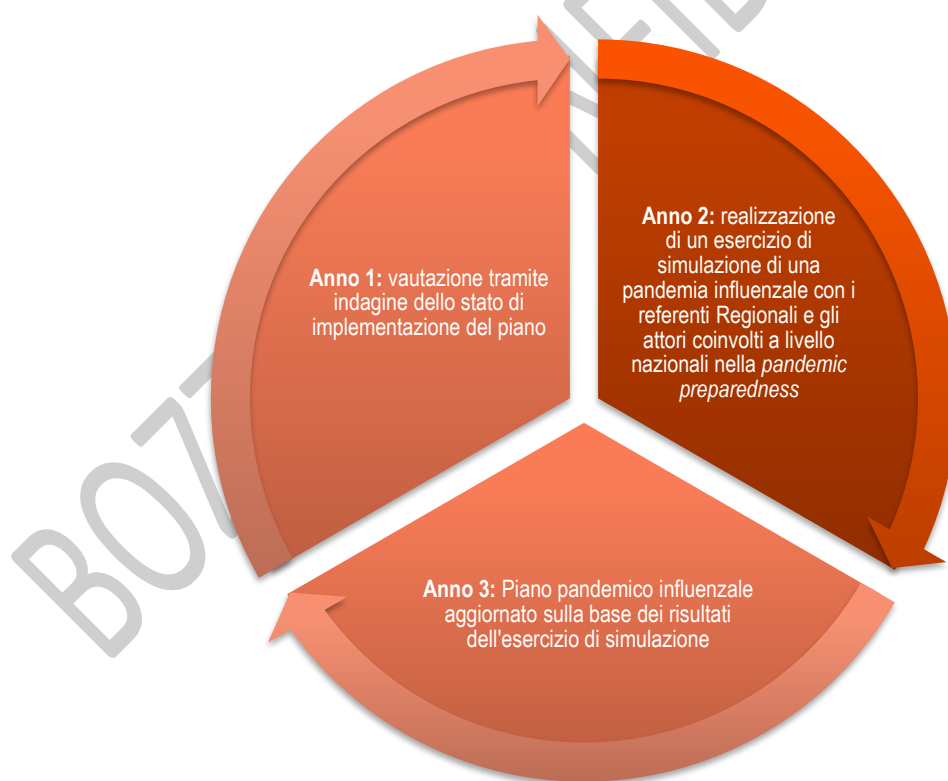 Anno 1: vautazione tramite
indagine dello stato di
implementazione del piano
Anno 2: realizzazione
di un esercizio di
simulazione di una
pandemia influenzale con i
referenti Regionali e gli
attori coinvolti a livello
nazionali nella pandemic
preparedness
Anno 3: Piano pandemico influenzale
aggiornato sulla base dei risultati
dell'esercizio di simulazione